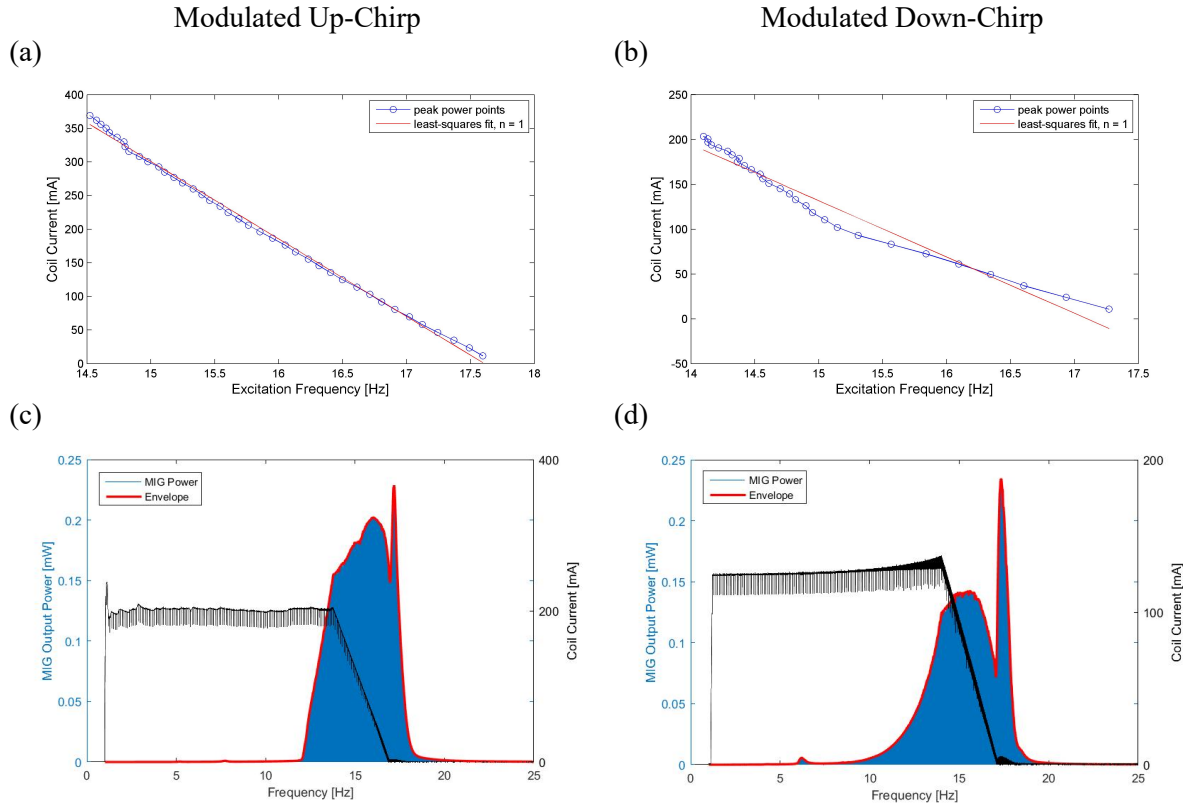 Modulated Up-Chirp
Modulated Down-Chirp
(a)
(b)
400
350
300
250
200
150
100
50
0
Coil Current [mA]
peak power points
least-squares fit, n = 1
14.5 15 15.5 16 16.5 17 17.5 18
Excitation Frequency [Hz]
250
200
150
100
50
0
-50
Coil Current [mA]
peak power points
least-squares fit, n = 1
14 14.5 15 15.5 16 16.5 17 17.5
Excitation Frequency [Hz]
(c)
(d)
0.25
0.2
0.15
0.1
0.05
0
MIG Output Power [mW]
MIG Power
Envelope
400
200
0
Coil Current [mA]
0 5 10 15 20 25
Frequency [Hz]
0.25
0.2
0.15
0.1
0.05
0
MIG Output Power [mW]
MIG Power
Envelope
200
100
0
Coil Current [mA]
0 5 10 15 20 25
Frequency [Hz]